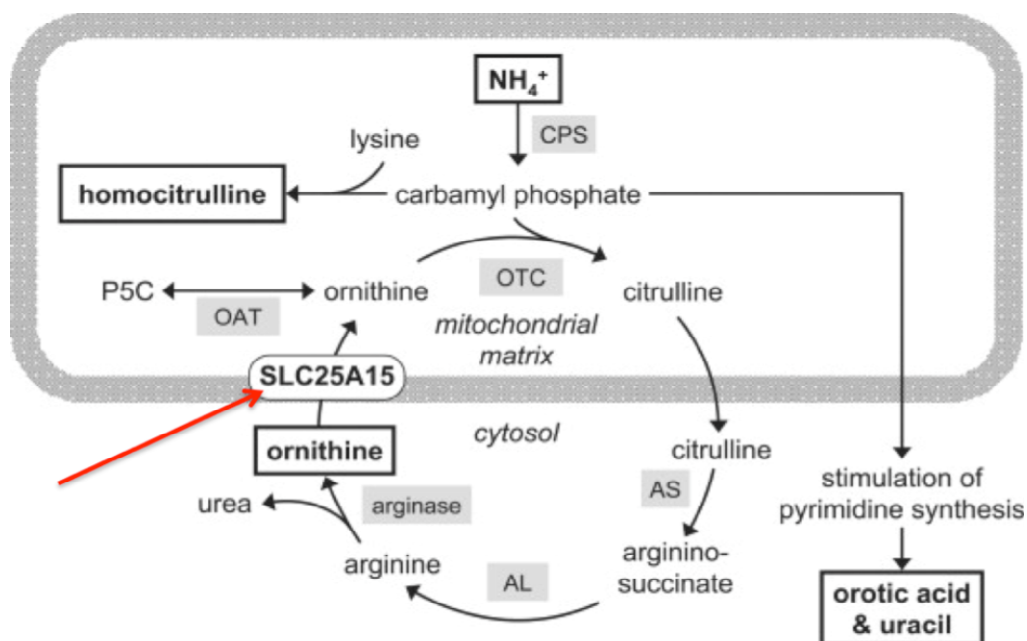 NH₄⁺
CPS
lysine
homocitrulline
carbamyl phosphate
P5C
OAT
ornithine
OTC
citrulline
mitochondrial
matrix
SLC25A15
cytosol
ornithine
citrulline
urea
arginase
AS
stimulation of
pyrimidine synthesis
arginine
AL
arginino-
succinate
orotic acid
& uracil